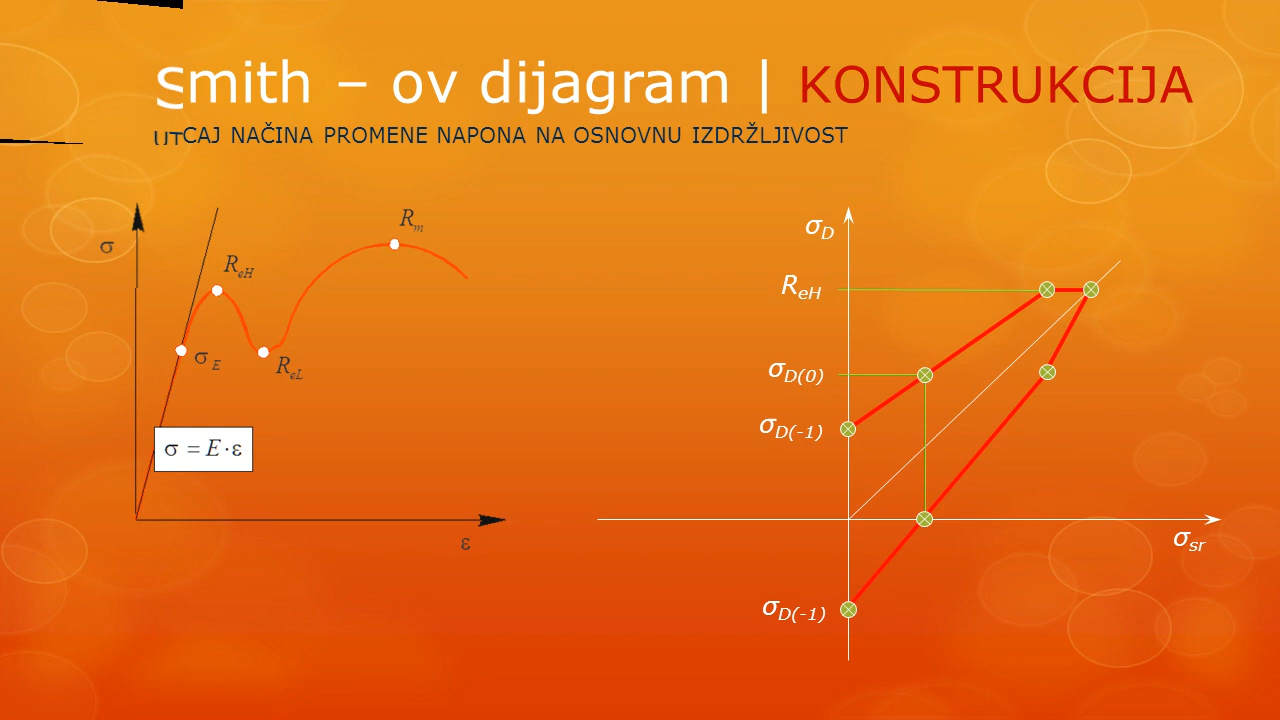 Smith – ov dijagram | KONSTRUKCIJA
UTCAJ NAČINA PROMENE NAPONA NA OSNOVNU IZDRŽLJIVOST
σ
R_eH
R_m
σ_E
R_eL
σ = E·ε
ε
σ_D
R_eH
σ_D(0)
σ_D(-1)
σ_sr
σ_D(-1)